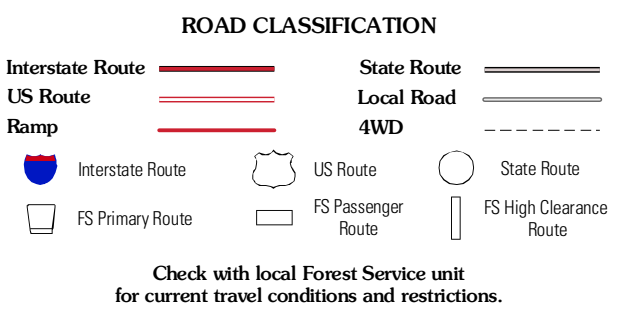 ROAD CLASSIFICATION
Interstate Route
State Route
US Route
Local Road
Ramp
4WD
Interstate Route
US Route
State Route
FS Primary Route
FS Passenger
Route
FS High Clearance
Route
Check with local Forest Service unit
for current travel conditions and restrictions.